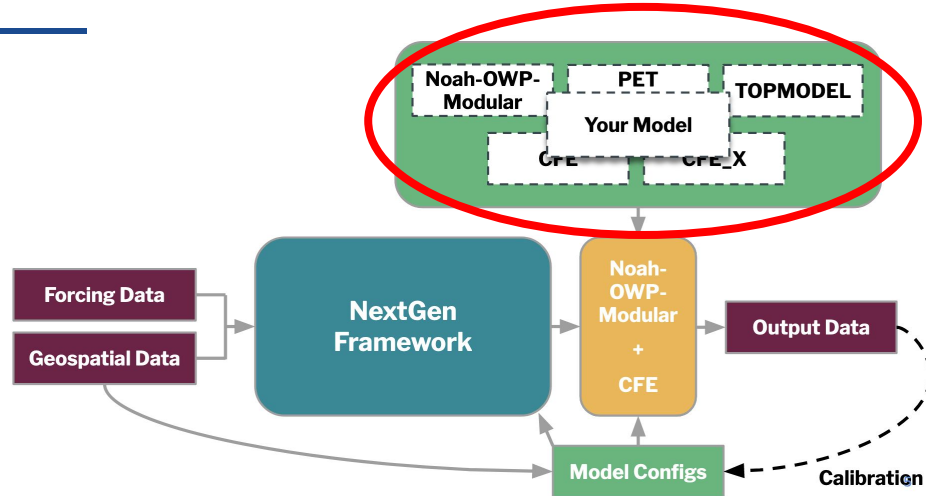 Noah-OWP-
Modular
PET
TOPMODEL
Your Model
CFE
CFE_X
Forcing Data
Geospatial Data
NextGen
Framework
Noah-
OWP-
Modular
+
CFE
Output Data
Model Configs
Calibration